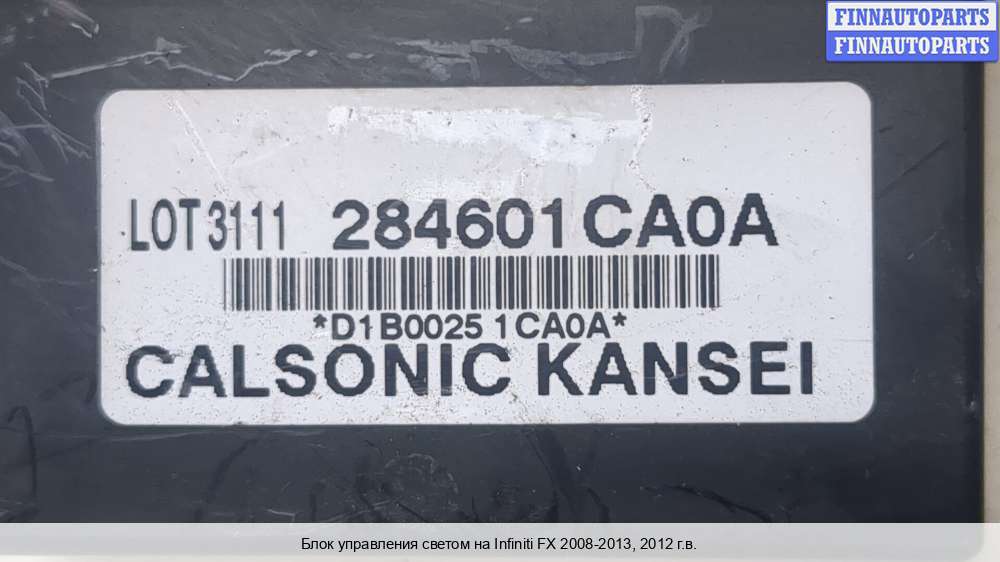 FINNAUTOPARTS
FINNAUTOPARTS
LOT 3111 284601CA0A
*D1B0025 1CA0A*
CALSONIC KANSEI
Блок управления светом на Infiniti FX 2008-2013, 2012 г.в.